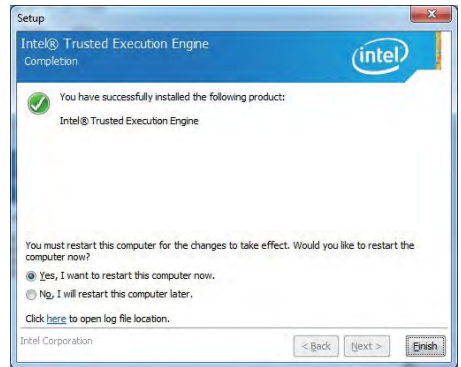 Setup
Intel® Trusted Execution Engine
Completion
intel
You have successfully installed the following product:
Intel® Trusted Execution Engine
You must restart this computer for the changes to take effect. Would you like to restart the
computer now?
Yes, I want to restart this computer now.
No, I will restart this computer later.
Click here to open log file location.
Intel Corporation
< Back
Next >
Finish